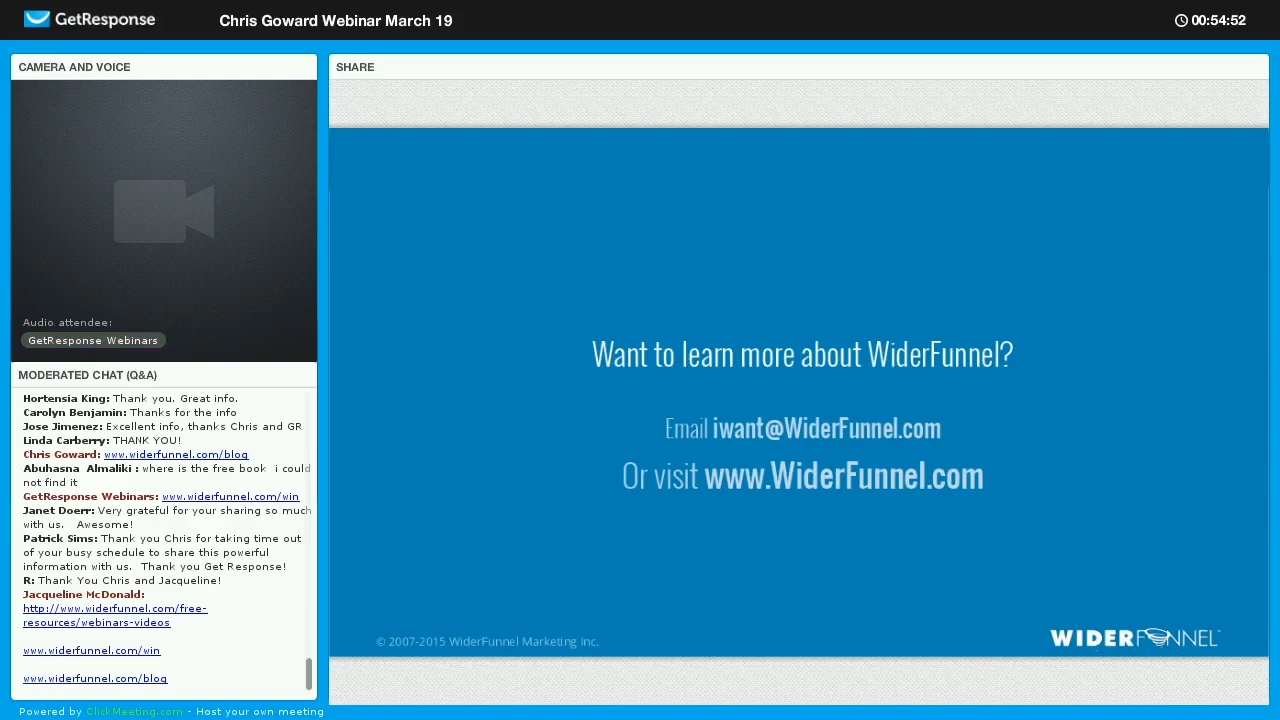 GetResponse
Chris Goward Webinar March 19
00:54:52
CAMERA AND VOICE
Audio attendee:
GetResponse Webinars
MODERATED CHAT (Q&A)
Hortensia King: Thank you. Great info.
Carolyn Benjamin: Thanks for the info
Jose Jimenez: Excellent info, thanks Chris and GR
Linda Carberry: THANK YOU!
Chris Goward: www.widerfunnel.com/blog
Abuhasna Almaliki : where is the free book i could
not find it
GetResponse Webinars: www.widerfunnel.com/win
Janet Doerr: Very grateful for your sharing so much
with us. Awesome!
Patrick Sims: Thank you Chris for taking time out
of your busy schedule to share this powerful
information with us. Thank you Get Response!
R: Thank You Chris and Jacqueline!
Jacqueline McDonald:
http://www.widerfunnel.com/free-
resources/webinars-videos
www.widerfunnel.com/win
www.widerfunnel.com/blog
Powered by ClickMeeting.com - Host your own meeting
SHARE
Want to learn more about WiderFunnel?
Email iwant@WiderFunnel.com
Or visit www.WiderFunnel.com
© 2007-2015 WiderFunnel Marketing Inc.
WIDERFUNNEL